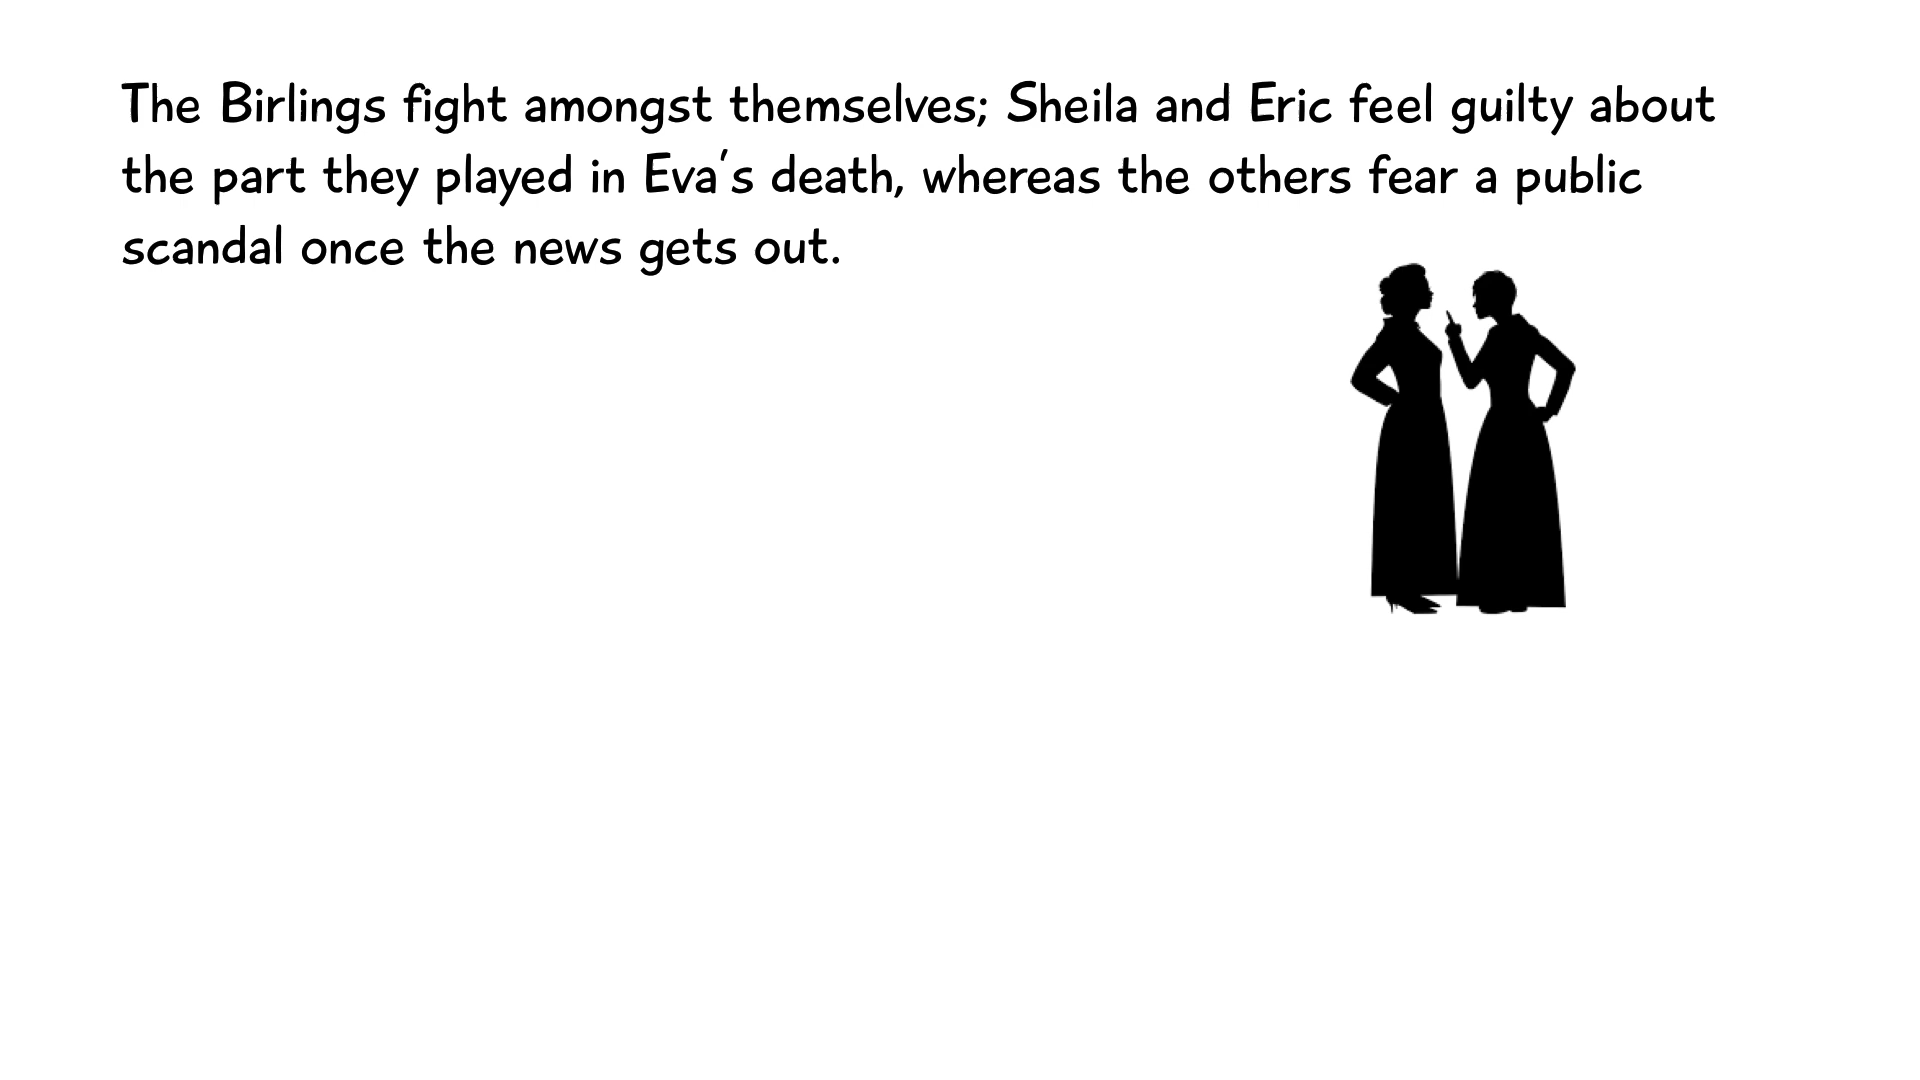 The Birlings fight amongst themselves; Sheila and Eric feel guilty about
the part they played in Eva's death, whereas the others fear a public
scandal once the news gets out.